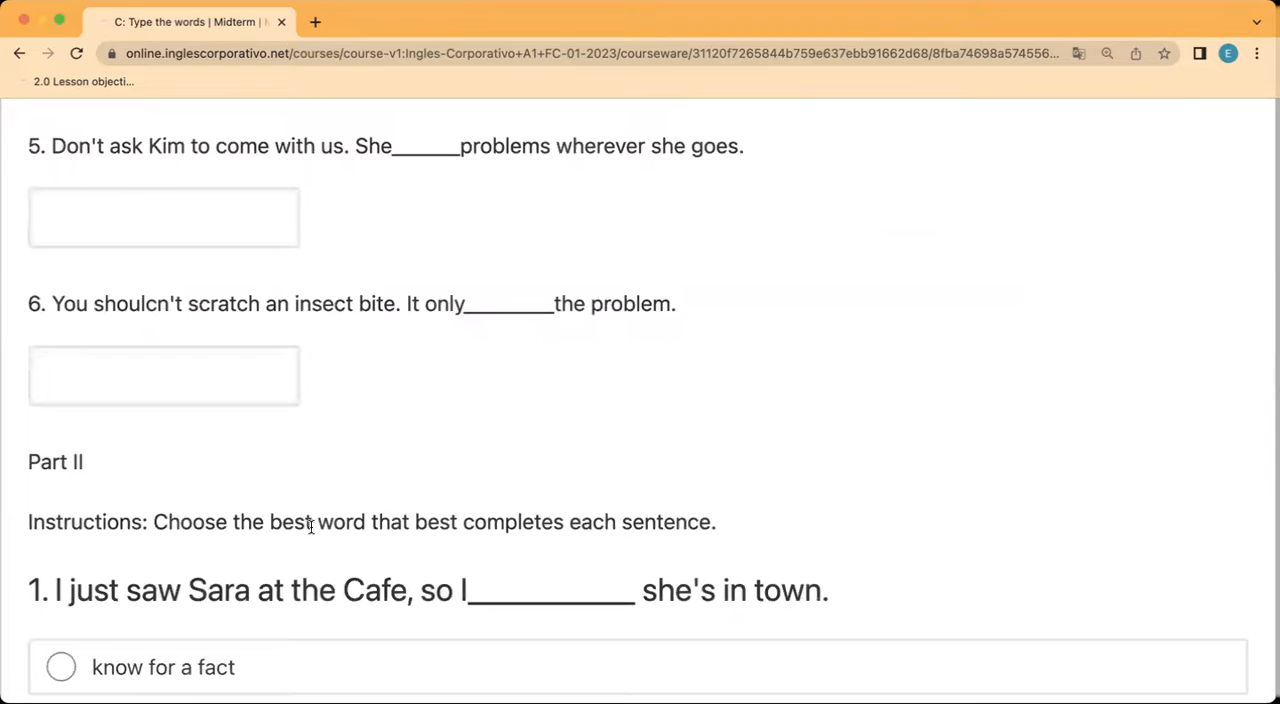 C: Type the words | Midterm |
online.inglescorporativo.net/courses/course-v1:Ingles-Corporativo+A1+FC-01-2023/courseware/31120f7265844b759e637ebb91662d68/8fba74698a574556...
E
2.0 Lesson objecti...
5. Don't ask Kim to come with us. She______problems wherever she goes.
6. You shoulcn't scratch an insect bite. It only________the problem.
Part II
Instructions: Choose the best word that best completes each sentence.
1. I just saw Sara at the Cafe, so I___________ she's in town.
know for a fact